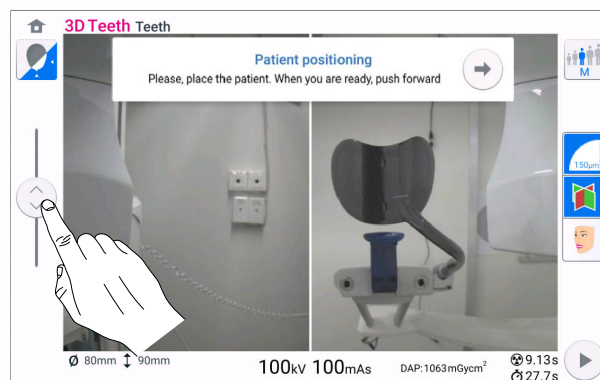 3D Teeth Teeth
Patient positioning
Please, place the patient. When you are ready, push forward
M
150µm
Ø 80mm ↕ 90mm
100kV 100mAs
DAP:1063mGycm²
9.13s
27.7s